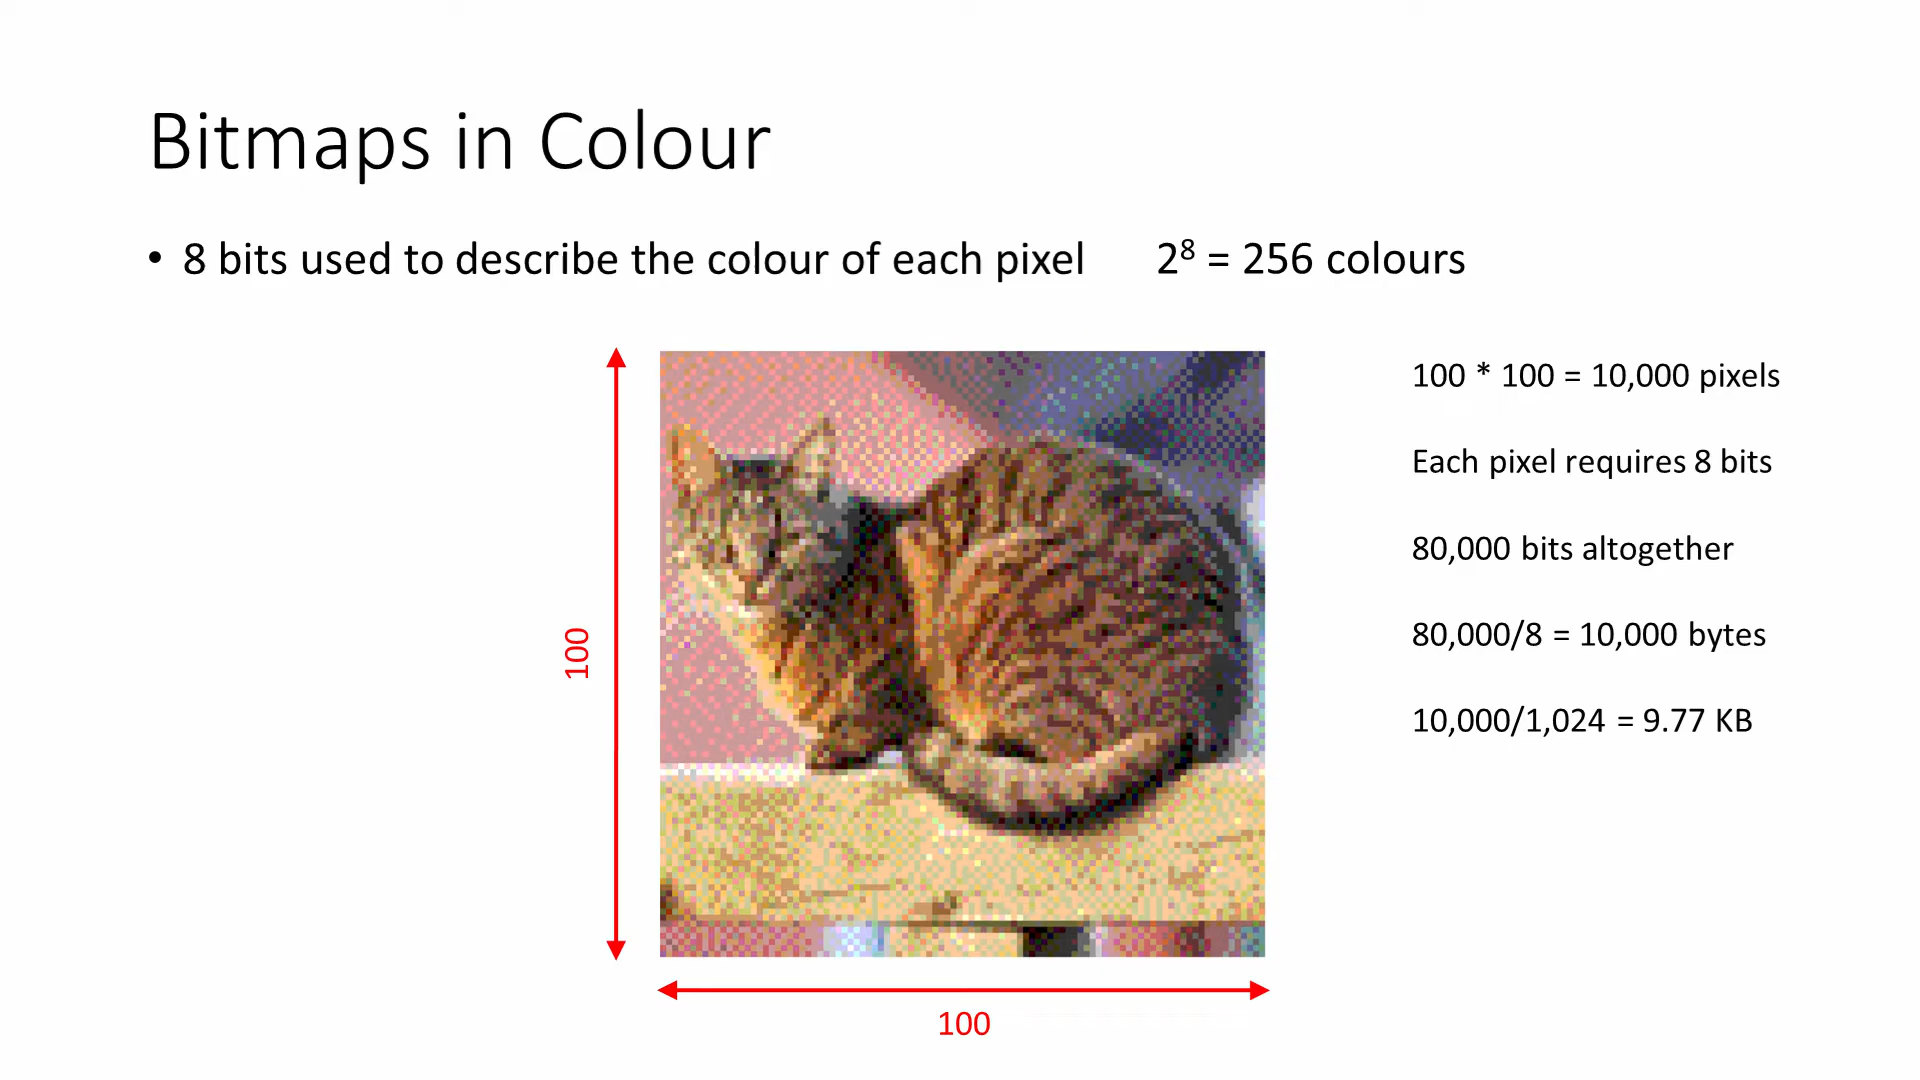 Bitmaps in Colour
• 8 bits used to describe the colour of each pixel 2⁸ = 256 colours
100 * 100 = 10,000 pixels
Each pixel requires 8 bits
80,000 bits altogether
80,000/8 = 10,000 bytes
10,000/1,024 = 9.77 KB
100
100